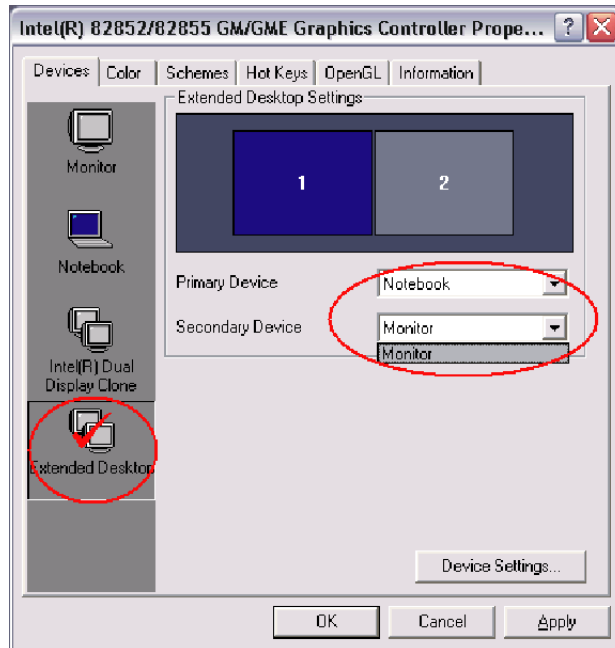 Intel(R) 82852/82855 GM/GME Graphics Controller Prope... ?
Devices Color Schemes Hot Keys OpenGL Information
Extended Desktop Settings
Monitor
1 2
Notebook
Primary Device Notebook
Secondary Device Monitor
Monitor
Intel(R) Dual
Display Clone
Extended Desktop
Device Settings...
OK Cancel Apply